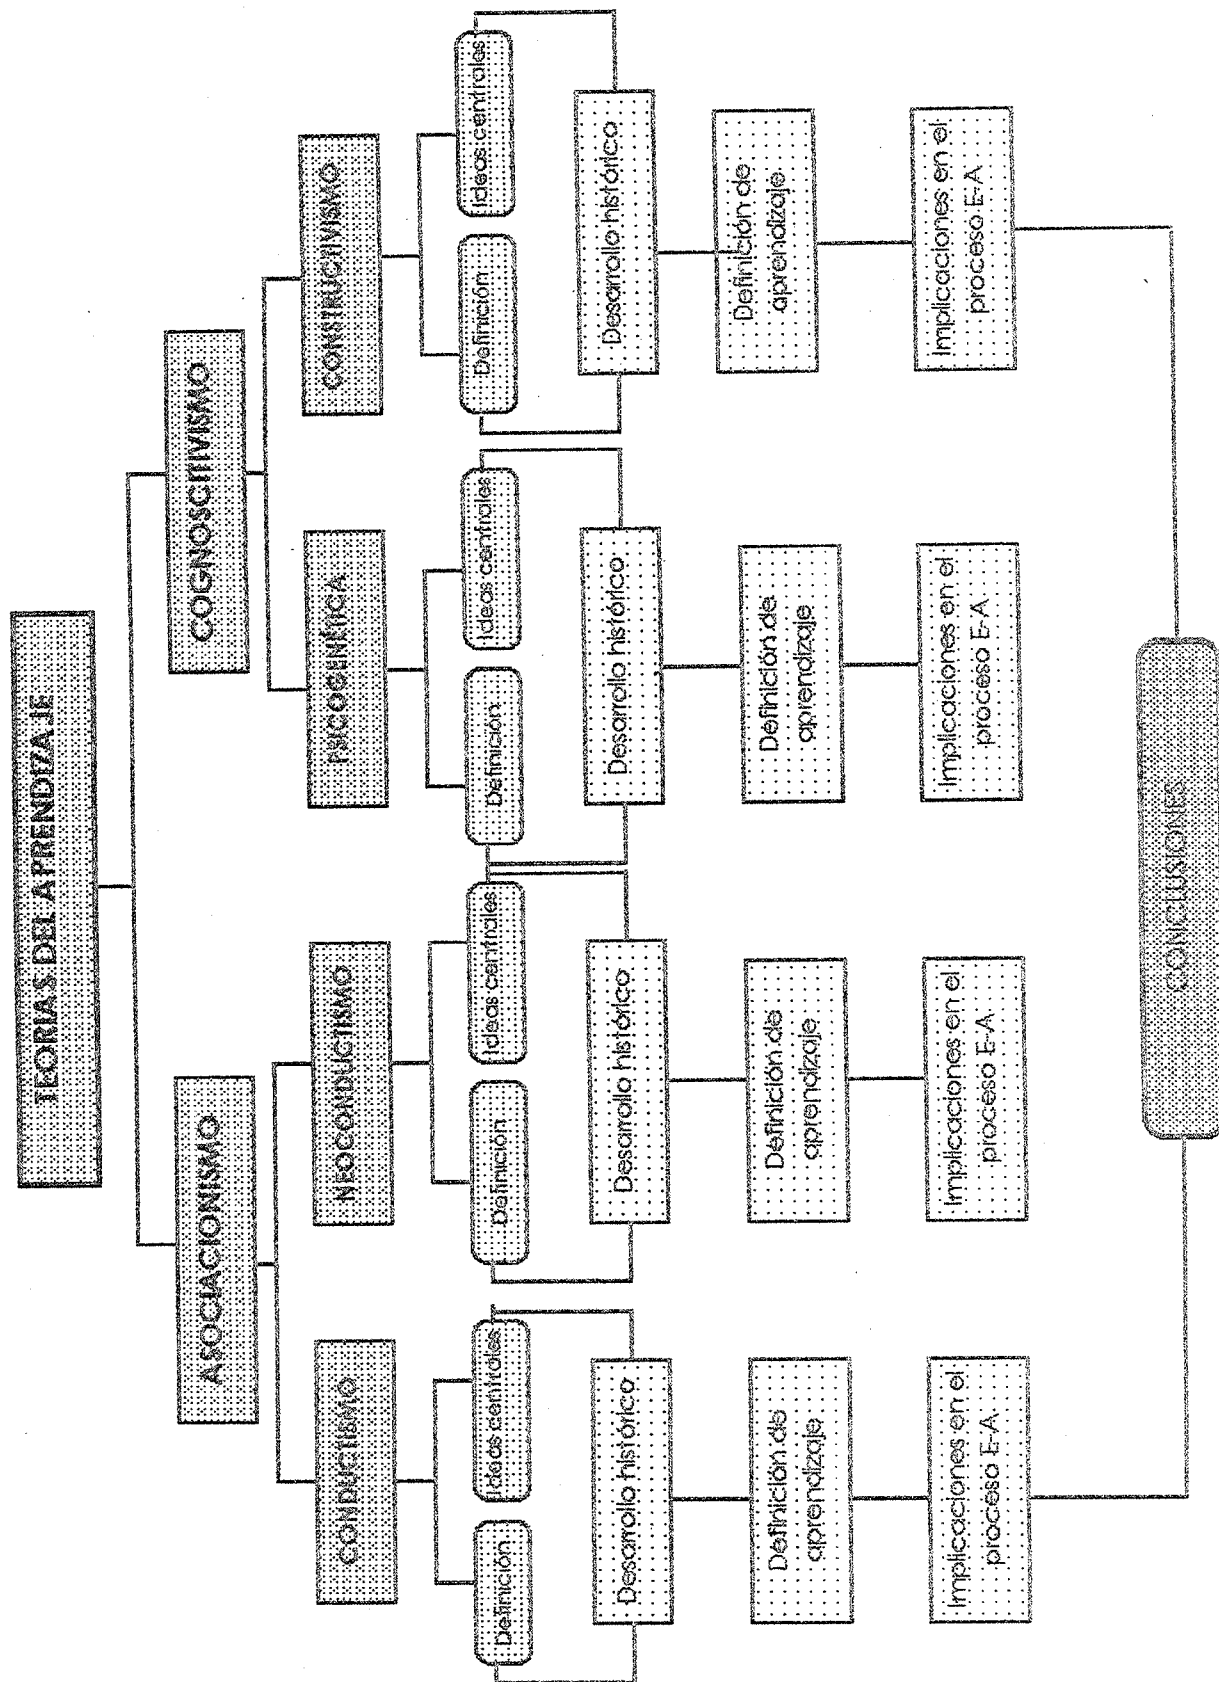 TEORIAS DEL APRENDIZAJE
ASOCIACIONISMO
COGNOSCITIVISMO
CONDUCTISMO
NEOCONDUCTISMO
PSICOGENÉTICA
CONSTRUCTIVISMO
Definición
Ideas centrales
Definición
Ideas centrales
Definición
Ideas centrales
Definición
Ideas centrales
Desarrollo histórico
Desarrollo histórico
Desarrollo histórico
Desarrollo histórico
Definición de
aprendizaje
Definición de
aprendizaje
Definición de
aprendizaje
Definición de
aprendizaje
Implicaciones en el
proceso E-A
Implicaciones en el
proceso E-A
Implicaciones en el
proceso E-A
Implicaciones en el
proceso E-A
CONCLUSIONES